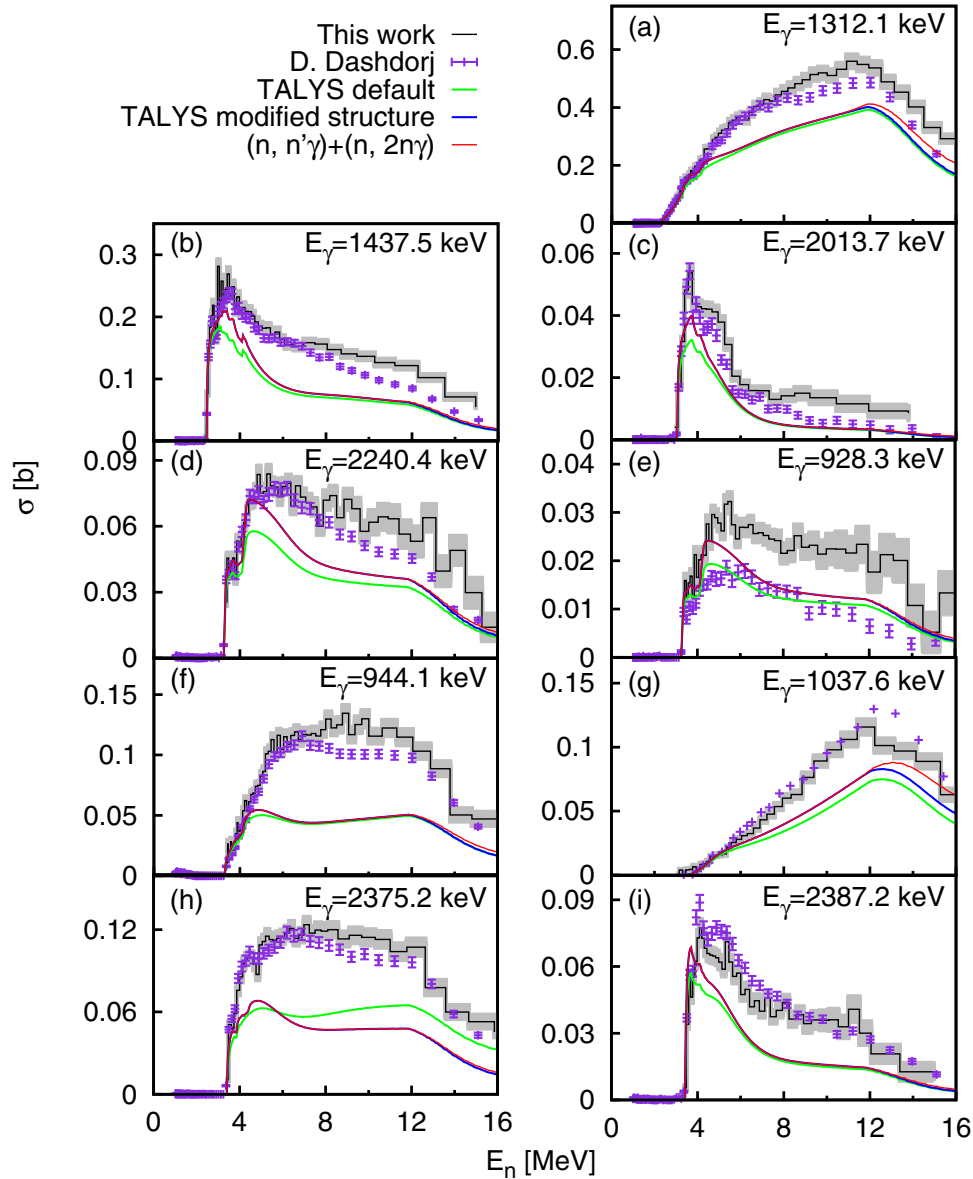 This work
D. Dashdorj
TALYS default
TALYS modified structure
(n, n'γ)+(n, 2nγ)
(a) Eγ=1312.1 keV
0.6
0.4
0.2
0
(b) Eγ=1437.5 keV
0.3
0.2
0.1
0
(c) Eγ=2013.7 keV
0.06
0.04
0.02
0
(d) Eγ=2240.4 keV
0.09
0.06
0.03
0
(e) Eγ=928.3 keV
0.04
0.03
0.02
0.01
0
(f) Eγ=944.1 keV
0.15
0.1
0.05
0
(g) Eγ=1037.6 keV
0.15
0.1
0.05
0
(h) Eγ=2375.2 keV
0.12
0.06
0
(i) Eγ=2387.2 keV
0.09
0.06
0.03
0
0 4 8 12 16
4 8 12 16
σ [b]
En [MeV]